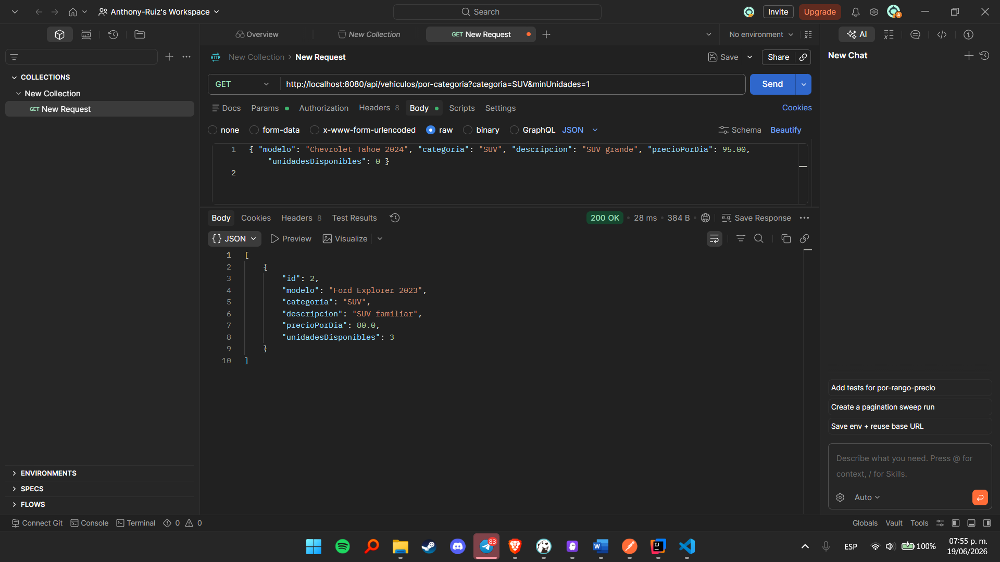 Anthony-Ruiz's Workspace
Search
Invite
Upgrade
Overview
New Collection
GET New Request
No environment
AI
New Collection > New Request
Save
Share
New Chat
COLLECTIONS
New Collection
GET New Request
GET
http://localhost:8080/api/vehiculos/por-categoria?categoria=SUV&minUnidades=1
Send
Docs
Params
Authorization
Headers 8
Body
Scripts
Settings
Cookies
none
form-data
x-www-form-urlencoded
raw
binary
GraphQL
JSON
Schema
Beautify
1 { "modelo": "Chevrolet Tahoe 2024", "categoria": "SUV", "descripcion": "SUV grande", "precioPorDia": 95.00,
"unidadesDisponibles": 0 }
2
Body
Cookies
Headers 8
Test Results
200 OK
28 ms
384 B
e.g. Save Response
{} JSON
Preview
Visualize
1 [
2 {
3 "id": 2,
4 "modelo": "Ford Explorer 2023",
5 "categoria": "SUV",
6 "descripcion": "SUV familiar",
7 "precioPorDia": 80.0,
8 "unidadesDisponibles": 3
9 }
10 ]
Add tests for por-rango-precio
Create a pagination sweep run
Save env + reuse base URL
Describe what you need. Press @ for
context, / for Skills.
Auto
ENVIRONMENTS
SPECS
FLOWS
Connect Git
Console
Terminal
0
0
Globals
Vault
Tools
83
ESP
100%
07:55 p. m.
19/06/2026